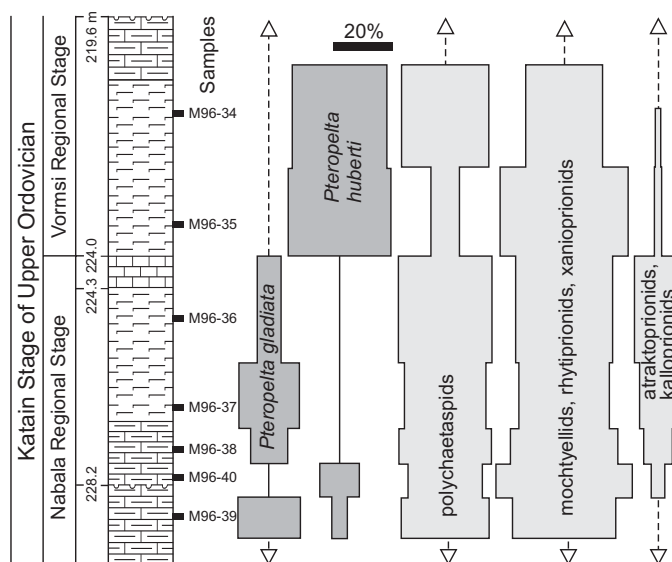 Katain Stage of Upper Ordovician
Vormsi Regional Stage
Nabala Regional Stage
219.6 m
224.0
224.3
228.2
Samples
M96-34
M96-35
M96-36
M96-37
M96-38
M96-40
M96-39
20%
Pteropelta gladiata
Pteropelta
huberti
polychaetaspids
mochtyellids, rhytiprionids, xanioprionids
atraktoprionids,
kalloprionids